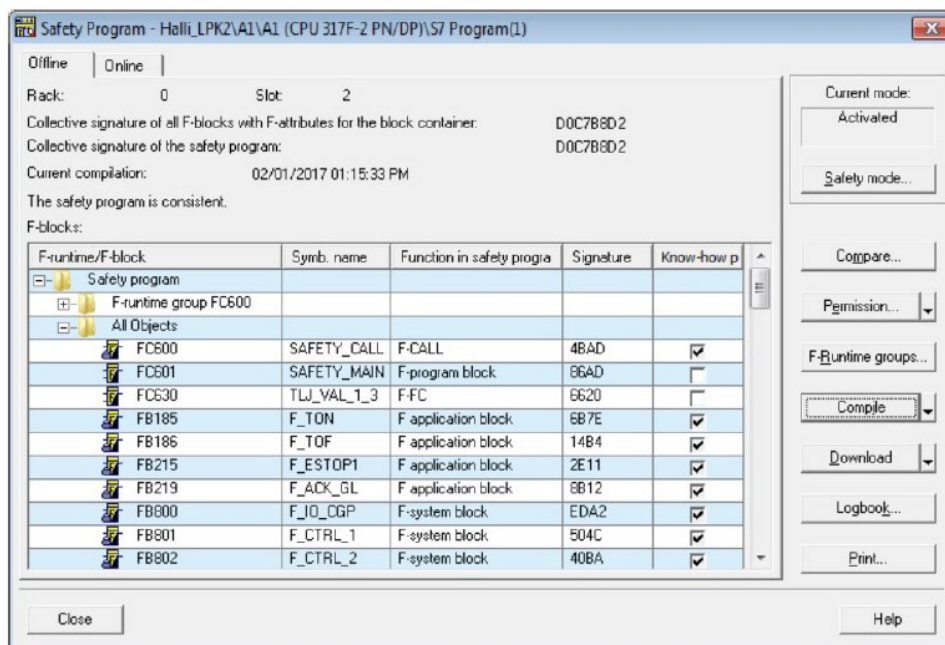 Safety Program - Halli_LPK2\A1\A1 (CPU 317F-2 PN/DP)\S7 Program(1)
Offline Online
Rack: 0 Slot: 2
Collective signature of all F-blocks with F-attributes for the block container: D0C7B8D2
Collective signature of the safety program: D0C7B8D2
Current compilation: 02/01/2017 01:15:33 PM
The safety program is consistent.
F-blocks:
F-runtime/F-block Symb. name Function in safety progra Signature Know-how p
Safety program
F-runtime group FC600
All Objects
FC600 SAFETY_CALL F-CALL 4BAD
FC601 SAFETY_MAIN F-program block 86AD
FC630 TLJ_VAL_1_3 F-FC 6620
FB185 F_TON F application block 6B7E
FB186 F_TOF F application block 14B4
FB215 F_ESTOP1 F application block 2E11
FB219 F_ACK_GL F application block 8B12
FB800 F_IO_CGP F-system block EDA2
FB801 F_CTRL_1 F-system block 504C
FB802 F_CTRL_2 F-system block 40BA
Current mode:
Activated
Safety mode...
Compare...
Permission...
F-Runtime groups...
Compile
Download
Logbook...
Print...
Close Help